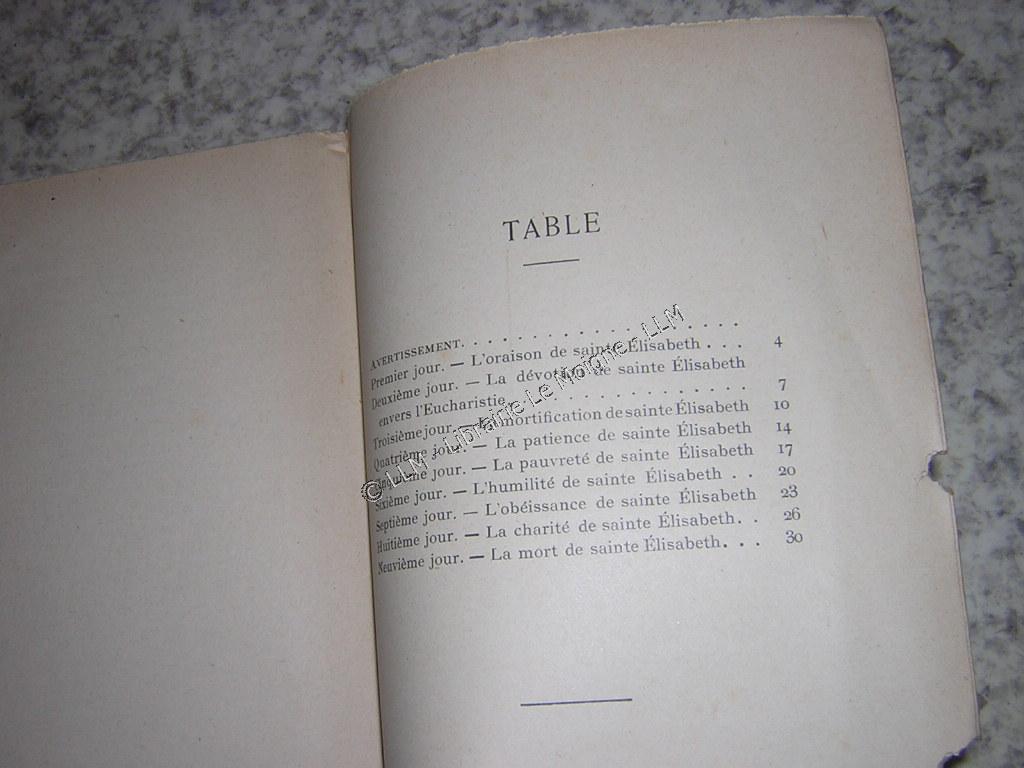 TABLE
AVERTISSEMENT. . . . . . . . . . . . . . . . .
Premier jour. — L'oraison de sainte Élisabeth . . . 4
Deuxième jour. — La dévotion de sainte Élisabeth
envers l'Eucharistie. . . . . . . . . . . . . . 7
Troisième jour. — La mortification de sainte Élisabeth 10
Quatrième jour. — La patience de sainte Élisabeth 14
Cinquième jour. — La pauvreté de sainte Élisabeth 17
Sixième jour. — L'humilité de sainte Élisabeth . . 20
Septième jour. — L'obéissance de sainte Élisabeth 23
Huitième jour. — La charité de sainte Élisabeth. . 26
Neuvième jour. — La mort de sainte Élisabeth. . . 30
© LLM - Librairie Le Moigne - LLM